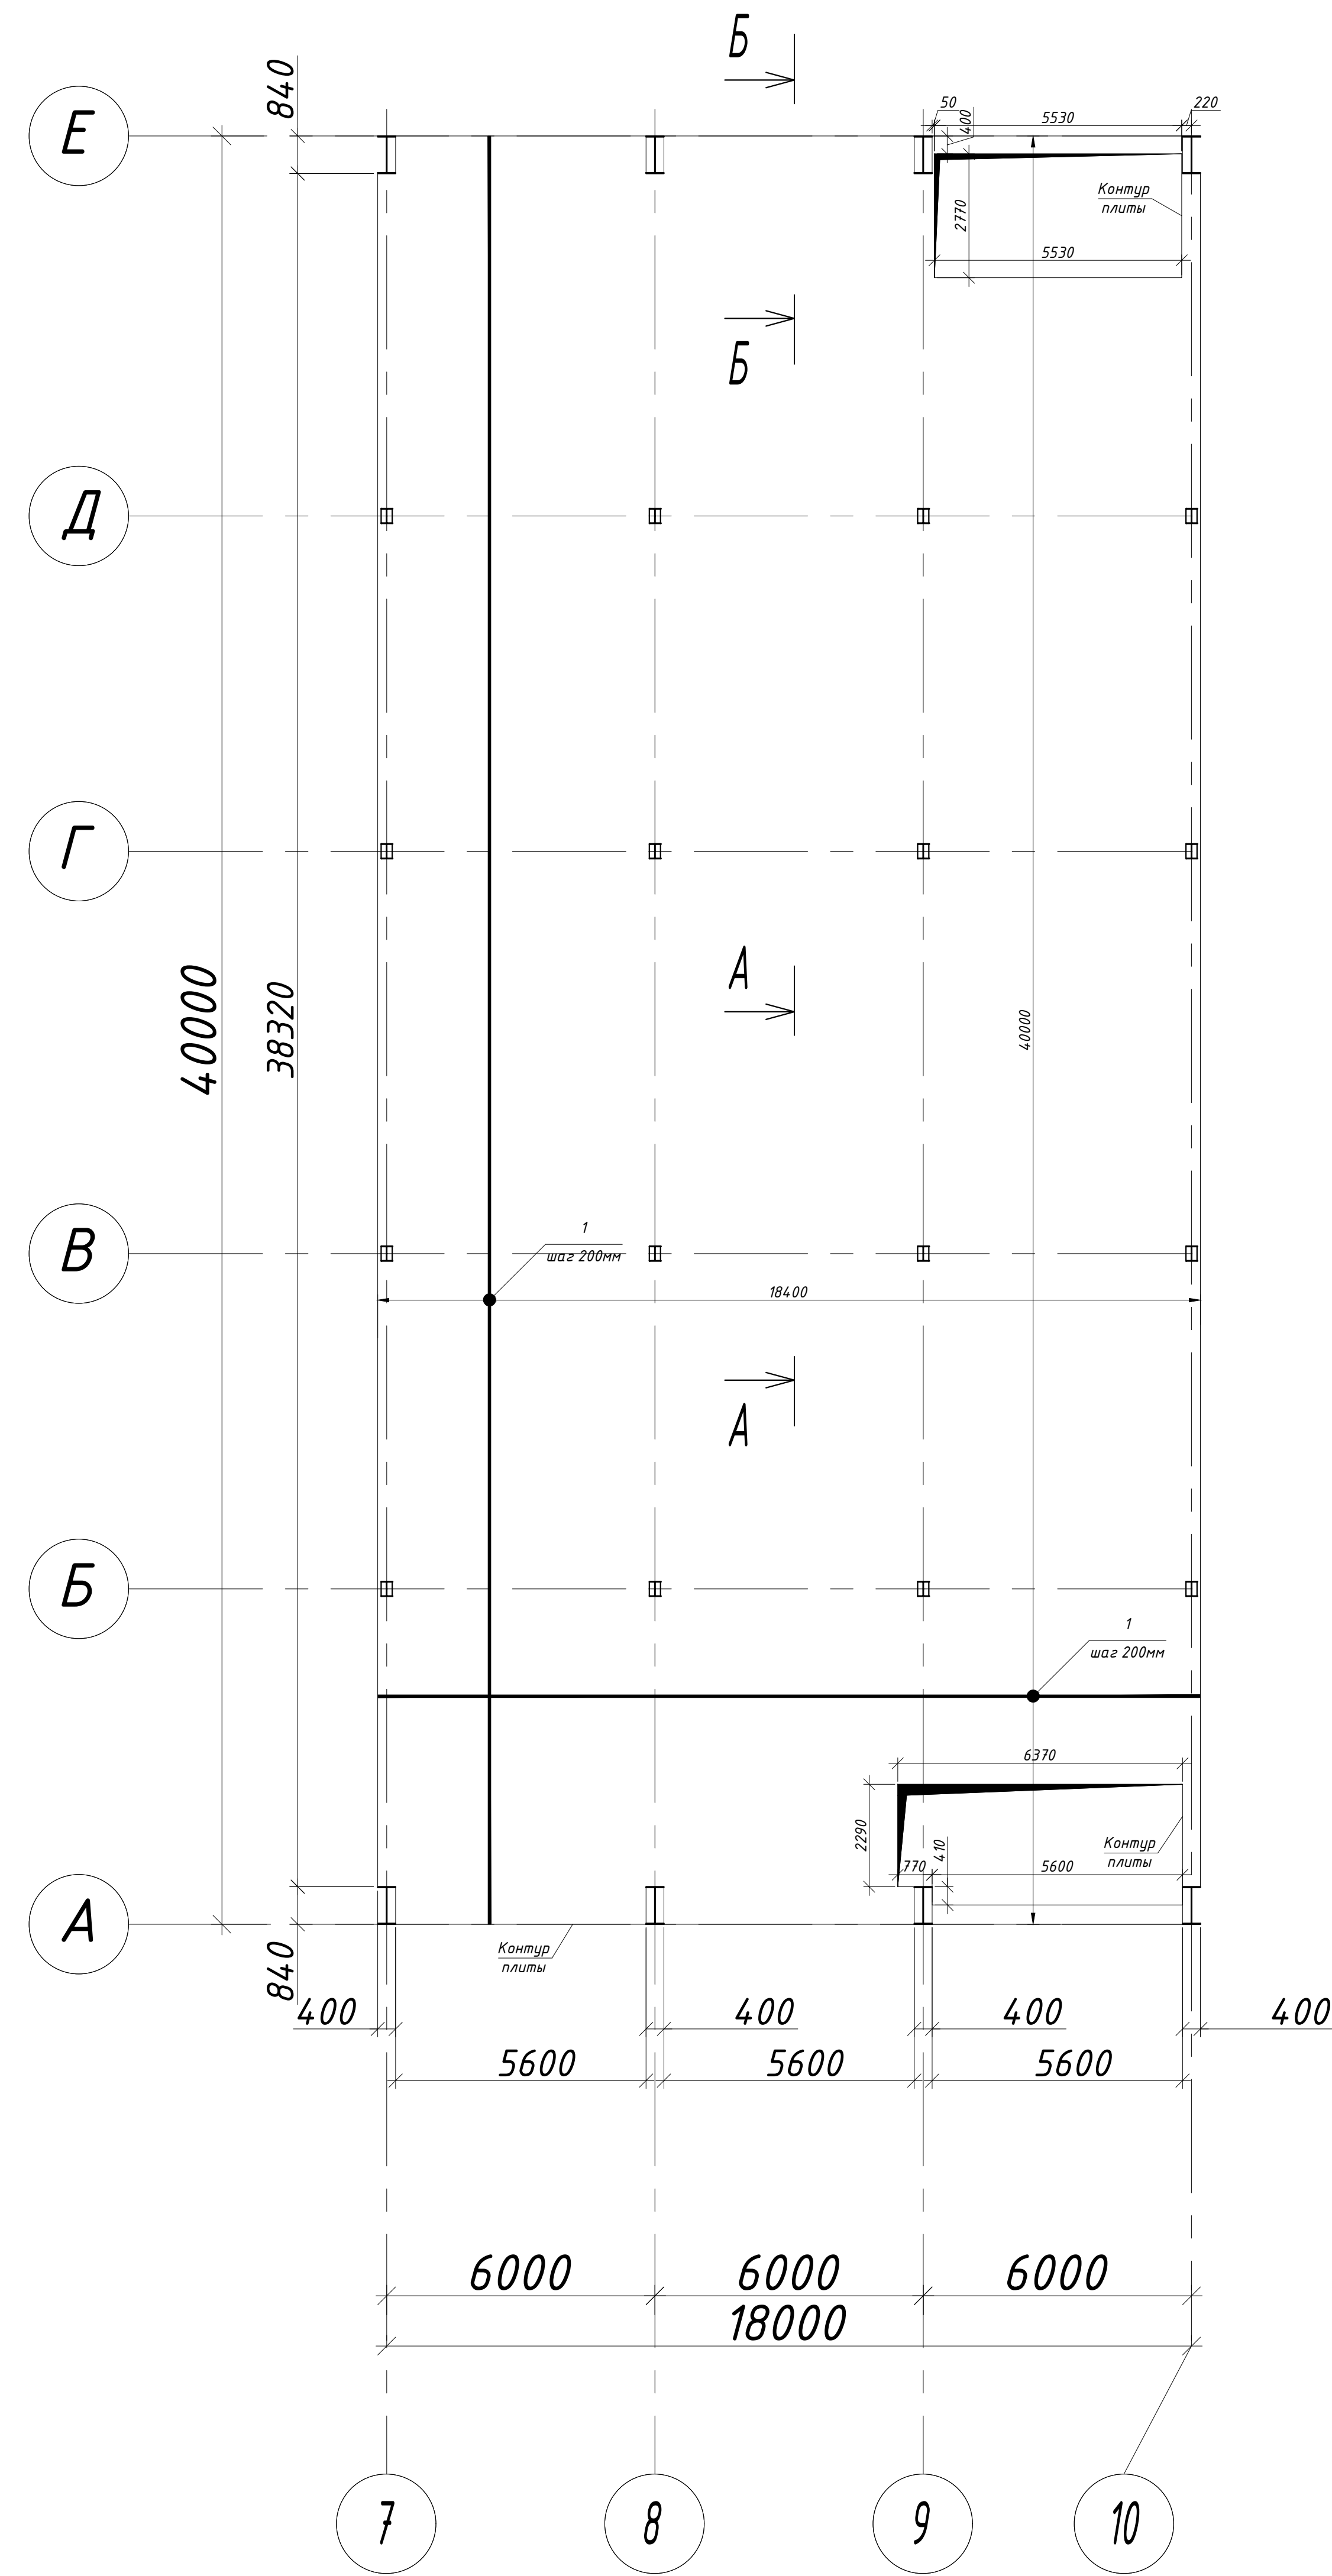 Б
840
Е
50
400
5530
220
Контур
плиты
2770
5530
Б
Д
Г
А
40000
38320
40000
В
1
шаг 200мм
18400
А
Б
1
шаг 200мм
6370
2290
410
Контур
плиты
770
5600
А
Контур
плиты
840
400
400
400
400
5600
5600
5600
6000
6000
6000
18000
7
8
9
10